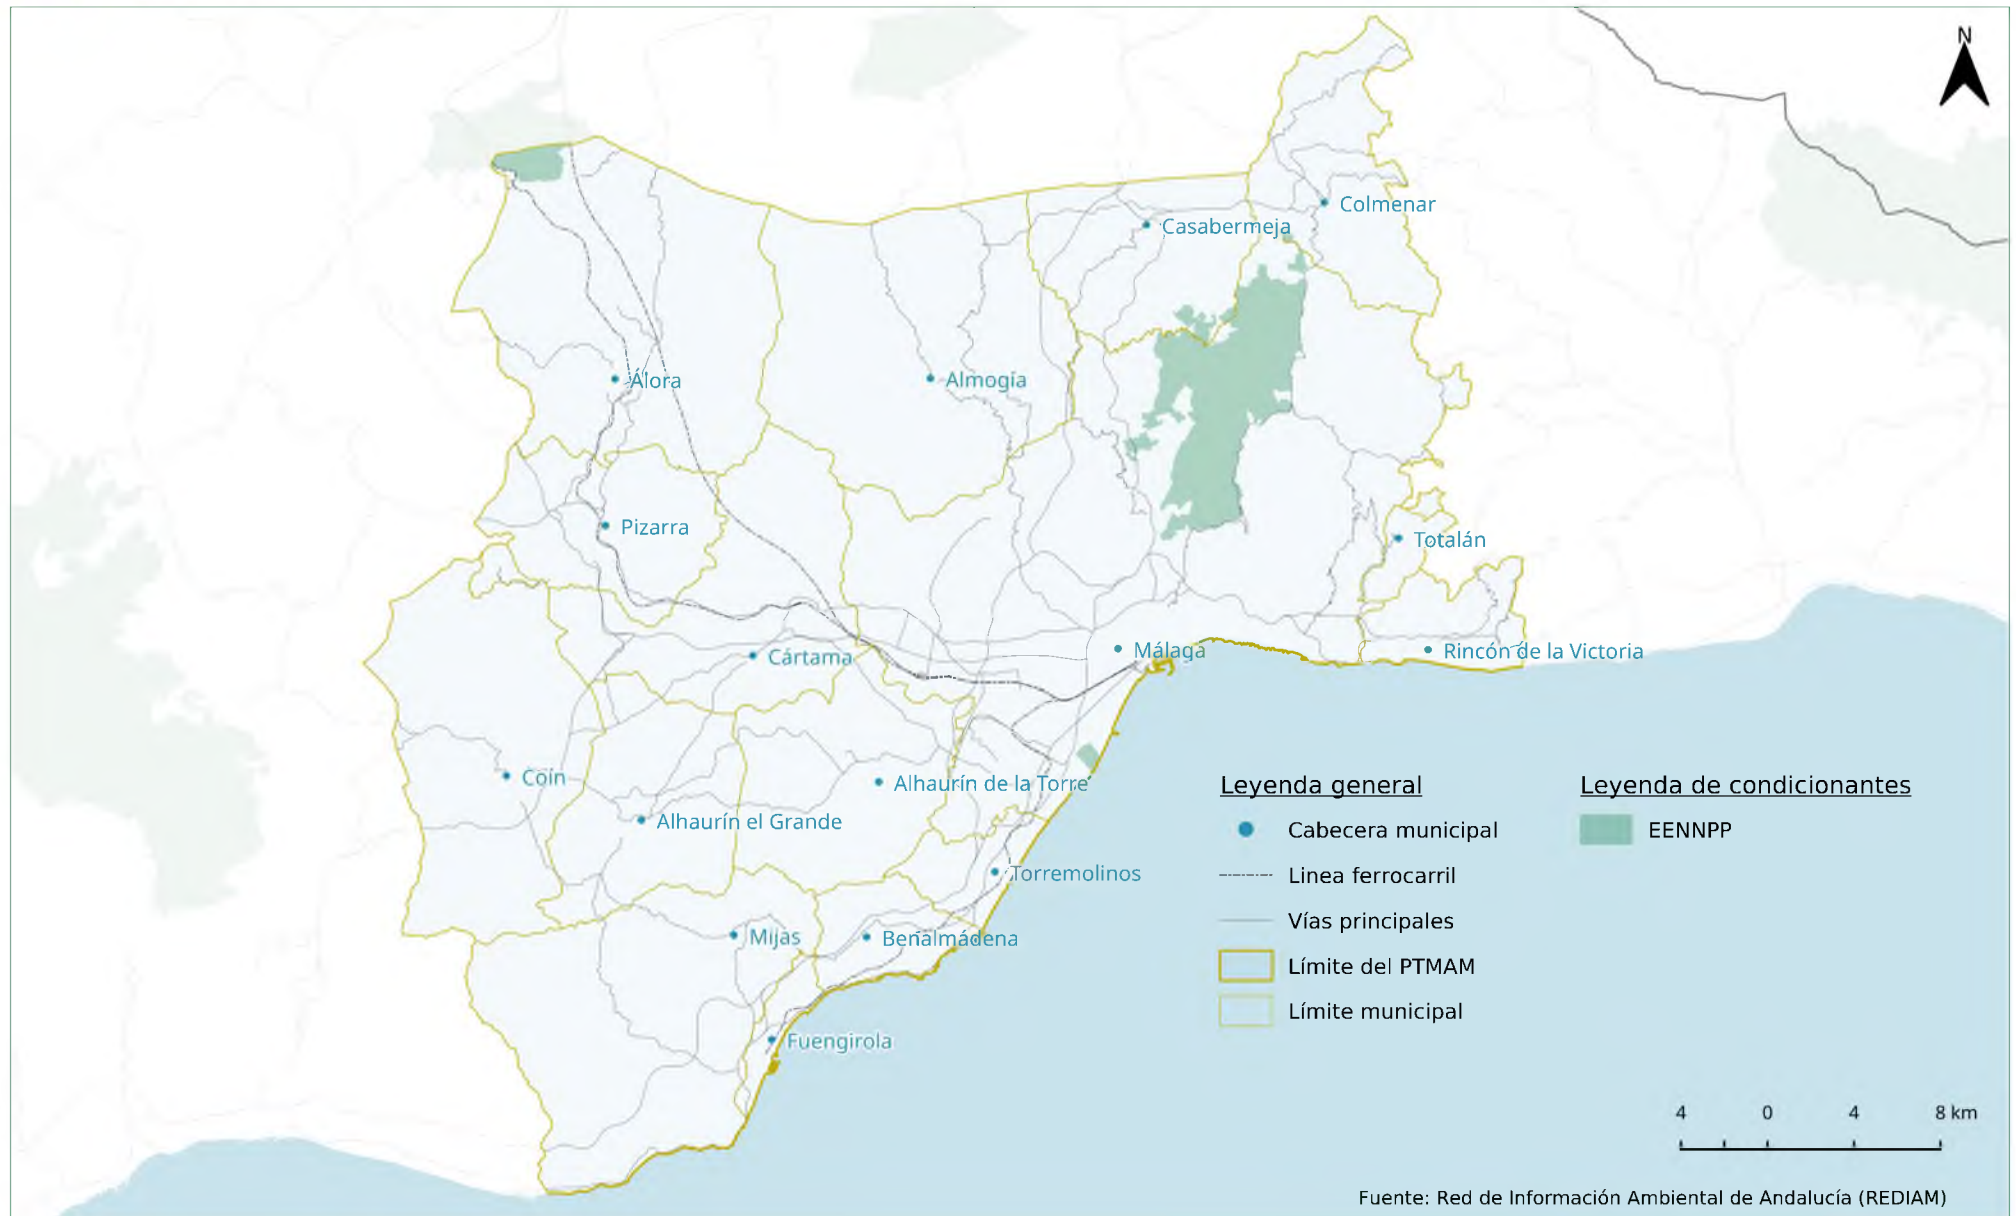 N
Colmenar
Casabermeja
Álora
Almogía
Pizarra
Totalán
Málaga
Rincón de la Victoria
Cártama
Coín
Alhaurín de la Torre
Alhaurín el Grande
Torremolinos
Mijas
Benalmádena
Fuengirola
Leyenda general
Cabecera municipal
Linea ferrocarril
Vías principales
Límite del PTMAM
Límite municipal
Leyenda de condicionantes
EENNPP
4 0 4 8 km
Fuente: Red de Información Ambiental de Andalucía (REDIAM)